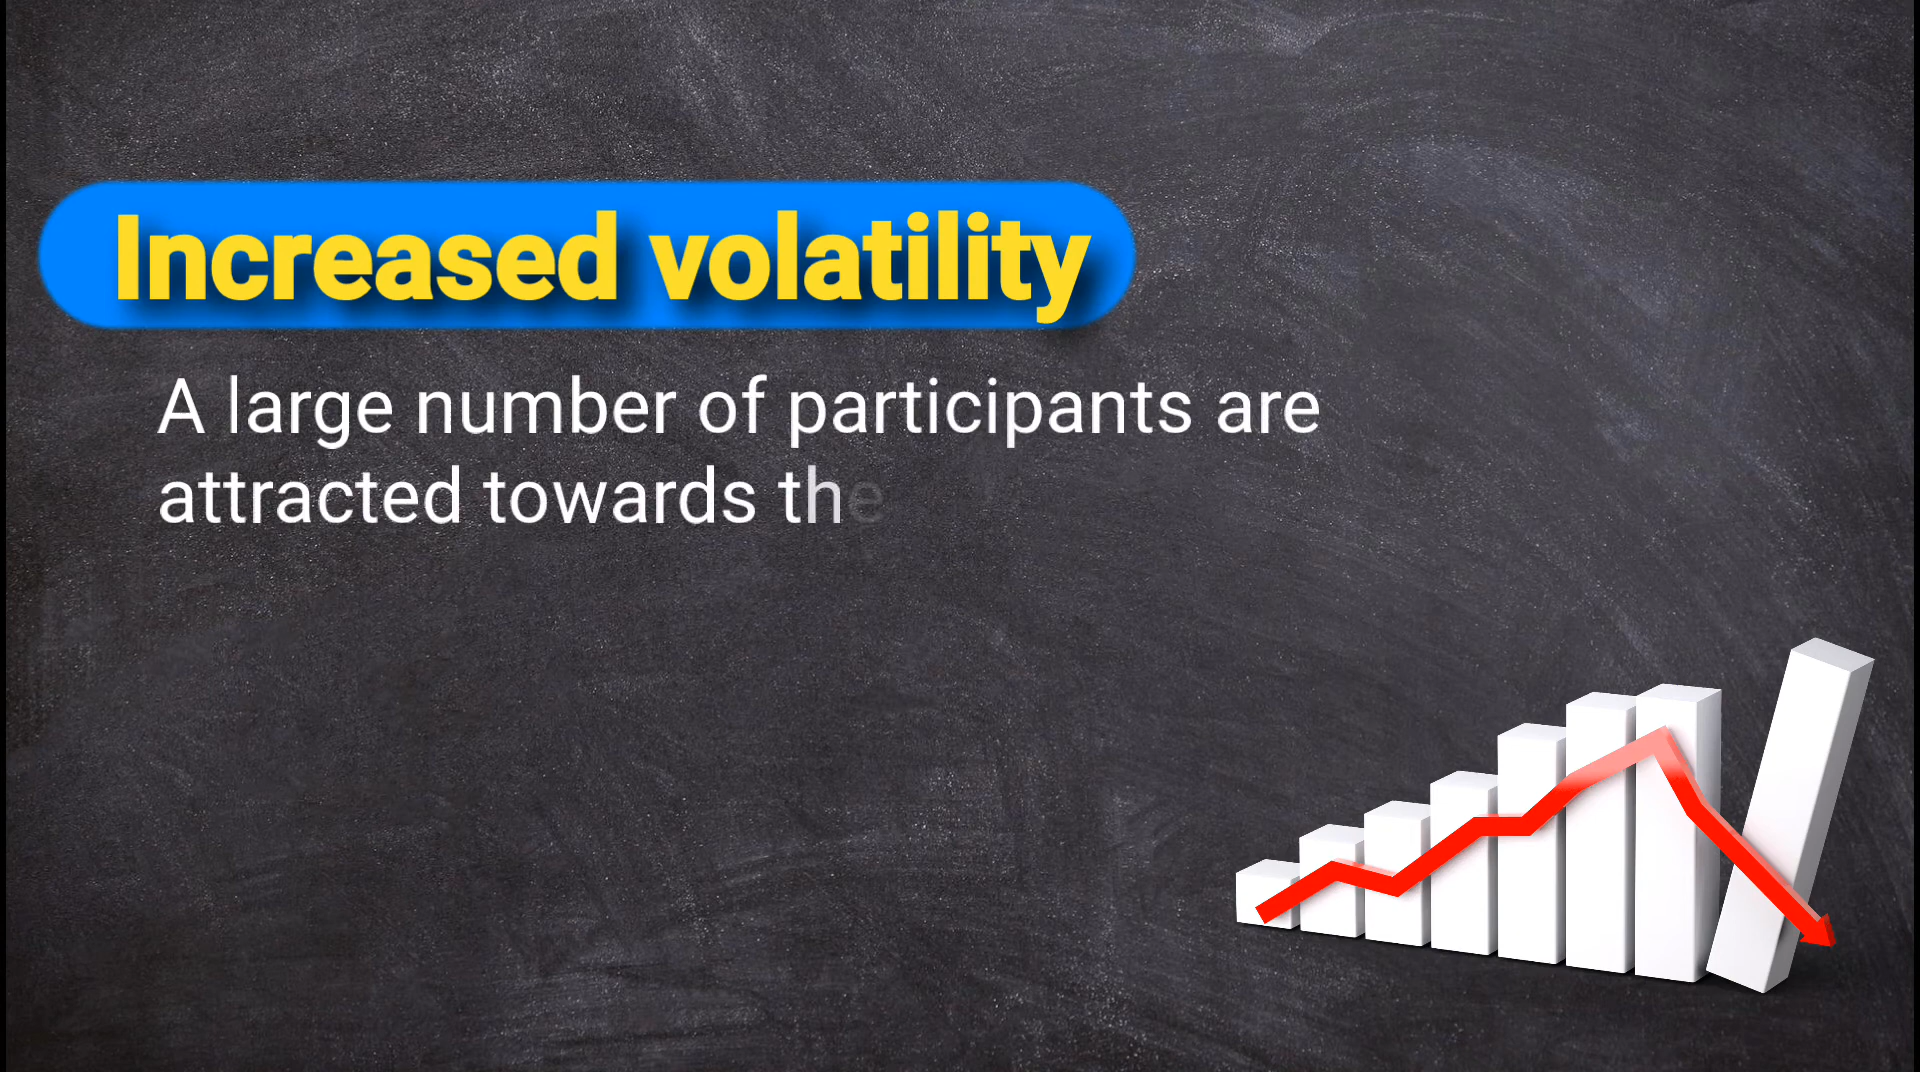 Increased volatility
A large number of participants are
attracted towards the